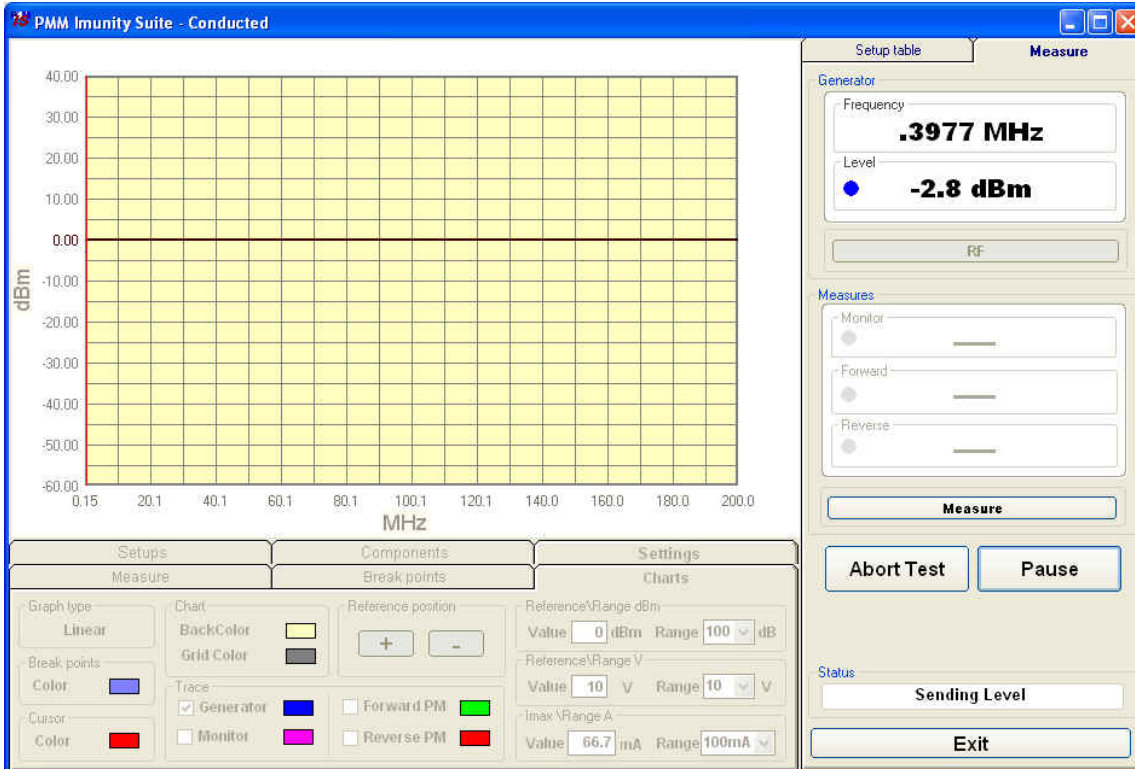 PMM Imunity Suite - Conducted
Setup table
Measure
Generator
Frequency
.3977 MHz
Level
-2.8 dBm
RF
Measures
Monitor
Forward
Reverse
Measure
Abort Test
Pause
Status
Sending Level
Exit
40.00
30.00
20.00
10.00
0.00
-10.00
-20.00
-30.00
-40.00
-50.00
-60.00
dBm
0.15 20.1 40.1 60.1 80.1 100.1 120.1 140.0 160.0 180.0 200.0
MHz
Setups Components Settings
Measure Break points Charts
Graph type
Linear
Break points
Color
Cursor
Color
Chart
BackColor
Grid Color
Trace
Generator
Monitor
Forward PM
Reverse PM
Reference position
+ -
Reference\Range dBm
Value 0 dBm Range 100 dB
Reference\Range V
Value 10 V Range 10 V
Imax \Range A
Value 66.7 mA Range 100mA